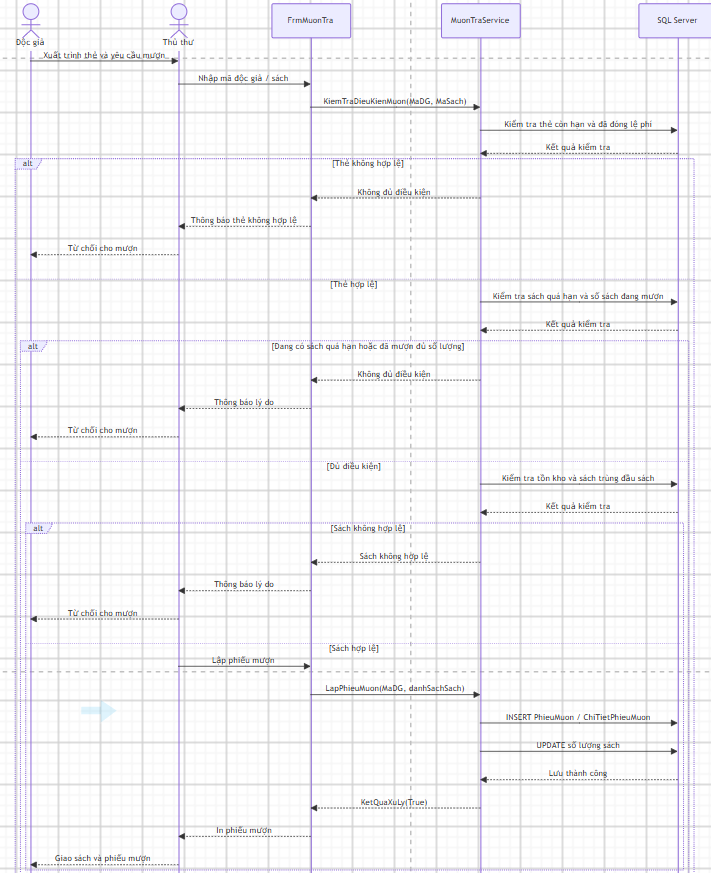 Độc giả
Thủ thư
FrmMuonTra
MuonTraService
SQL Server
Xuất trình thẻ và yêu cầu mượn
Nhập mã độc giả / sách
KiemTraDieuKienMuon(MaDG, MaSach)
Kiểm tra thẻ còn hạn và đã đóng lệ phí
Kết quả kiểm tra
alt
[Thẻ không hợp lệ]
Không đủ điều kiện
Thông báo thẻ không hợp lệ
Từ chối cho mượn
[Thẻ hợp lệ]
Kiểm tra sách quá hạn và số sách đang mượn
Kết quả kiểm tra
alt
[Đang có sách quá hạn hoặc đã mượn đủ số lượng]
Không đủ điều kiện
Thông báo lý do
Từ chối cho mượn
[Đủ điều kiện]
Kiểm tra tồn kho và sách trùng đầu sách
Kết quả kiểm tra
alt
[Sách không hợp lệ]
Sách không hợp lệ
Thông báo lý do
Từ chối cho mượn
[Sách hợp lệ]
Lập phiếu mượn
LapPhieuMuon(MaDG, danhSachSach)
INSERT PhieuMuon / ChiTietPhieuMuon
UPDATE số lượng sách
Lưu thành công
KetQuaXuLy(True)
In phiếu mượn
Giao sách và phiếu mượn